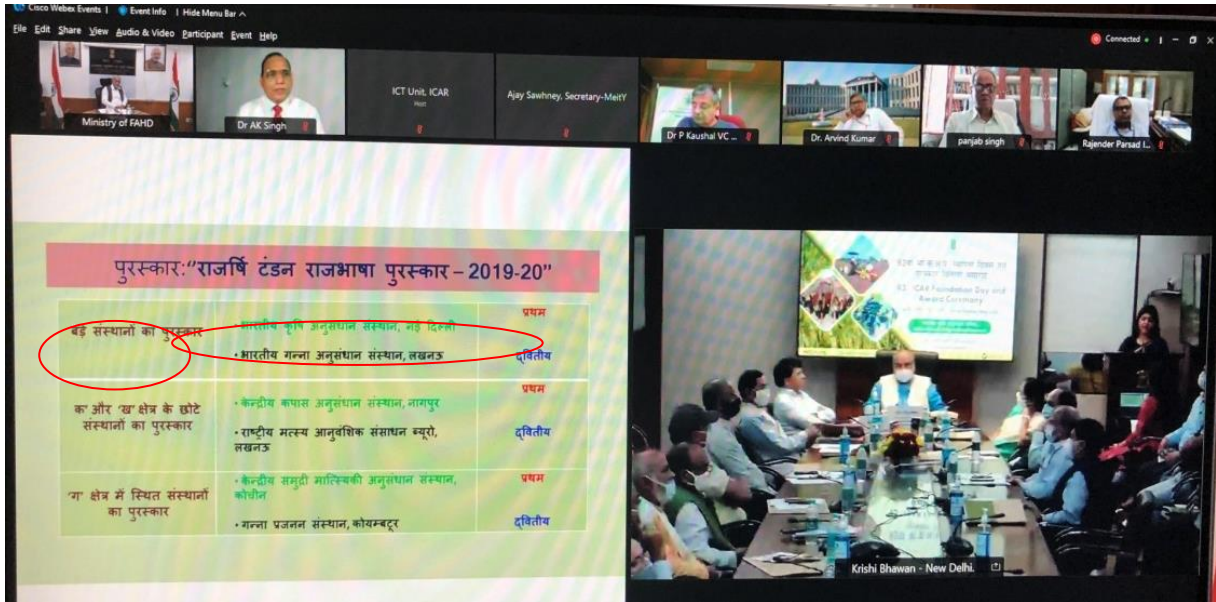 Cisco Webex Events | Event Info | Hide Menu Bar
File Edit Share View Audio & Video Participant Event Help
Connected
Ministry of FAHD
Dr AK Singh
ICT Unit, ICAR
Host
Ajay Sawhney, Secretary-MeitY
Dr P Kaushal VC ...
Dr. Arvind Kumar
panjab singh
Rajender Parsad I...
पुरस्कार:"राजर्षि टंडन राजभाषा पुरस्कार – 2019-20"
बड़े संस्थानों का पुरस्कार
• भारतीय कृषि अनुसंधान संस्थान, नई दिल्ली
प्रथम
• भारतीय गन्ना अनुसंधान संस्थान, लखनऊ
द्वितीय
क' और 'ख' क्षेत्र के छोटे
संस्थानों का पुरस्कार
• केन्द्रीय कपास अनुसंधान संस्थान, नागपुर
प्रथम
• राष्ट्रीय मत्स्य आनुवंशिक संसाधन ब्यूरो,
लखनऊ
द्वितीय
'ग' क्षेत्र में स्थित संस्थानों
का पुरस्कार
• केन्द्रीय समुद्री मात्स्यिकी अनुसंधान संस्थान,
कोचीन
प्रथम
• गन्ना प्रजनन संस्थान, कोयम्बटूर
द्वितीय
ICAR Foundation Day and
Award Ceremony
Krishi Bhawan - New Delhi.